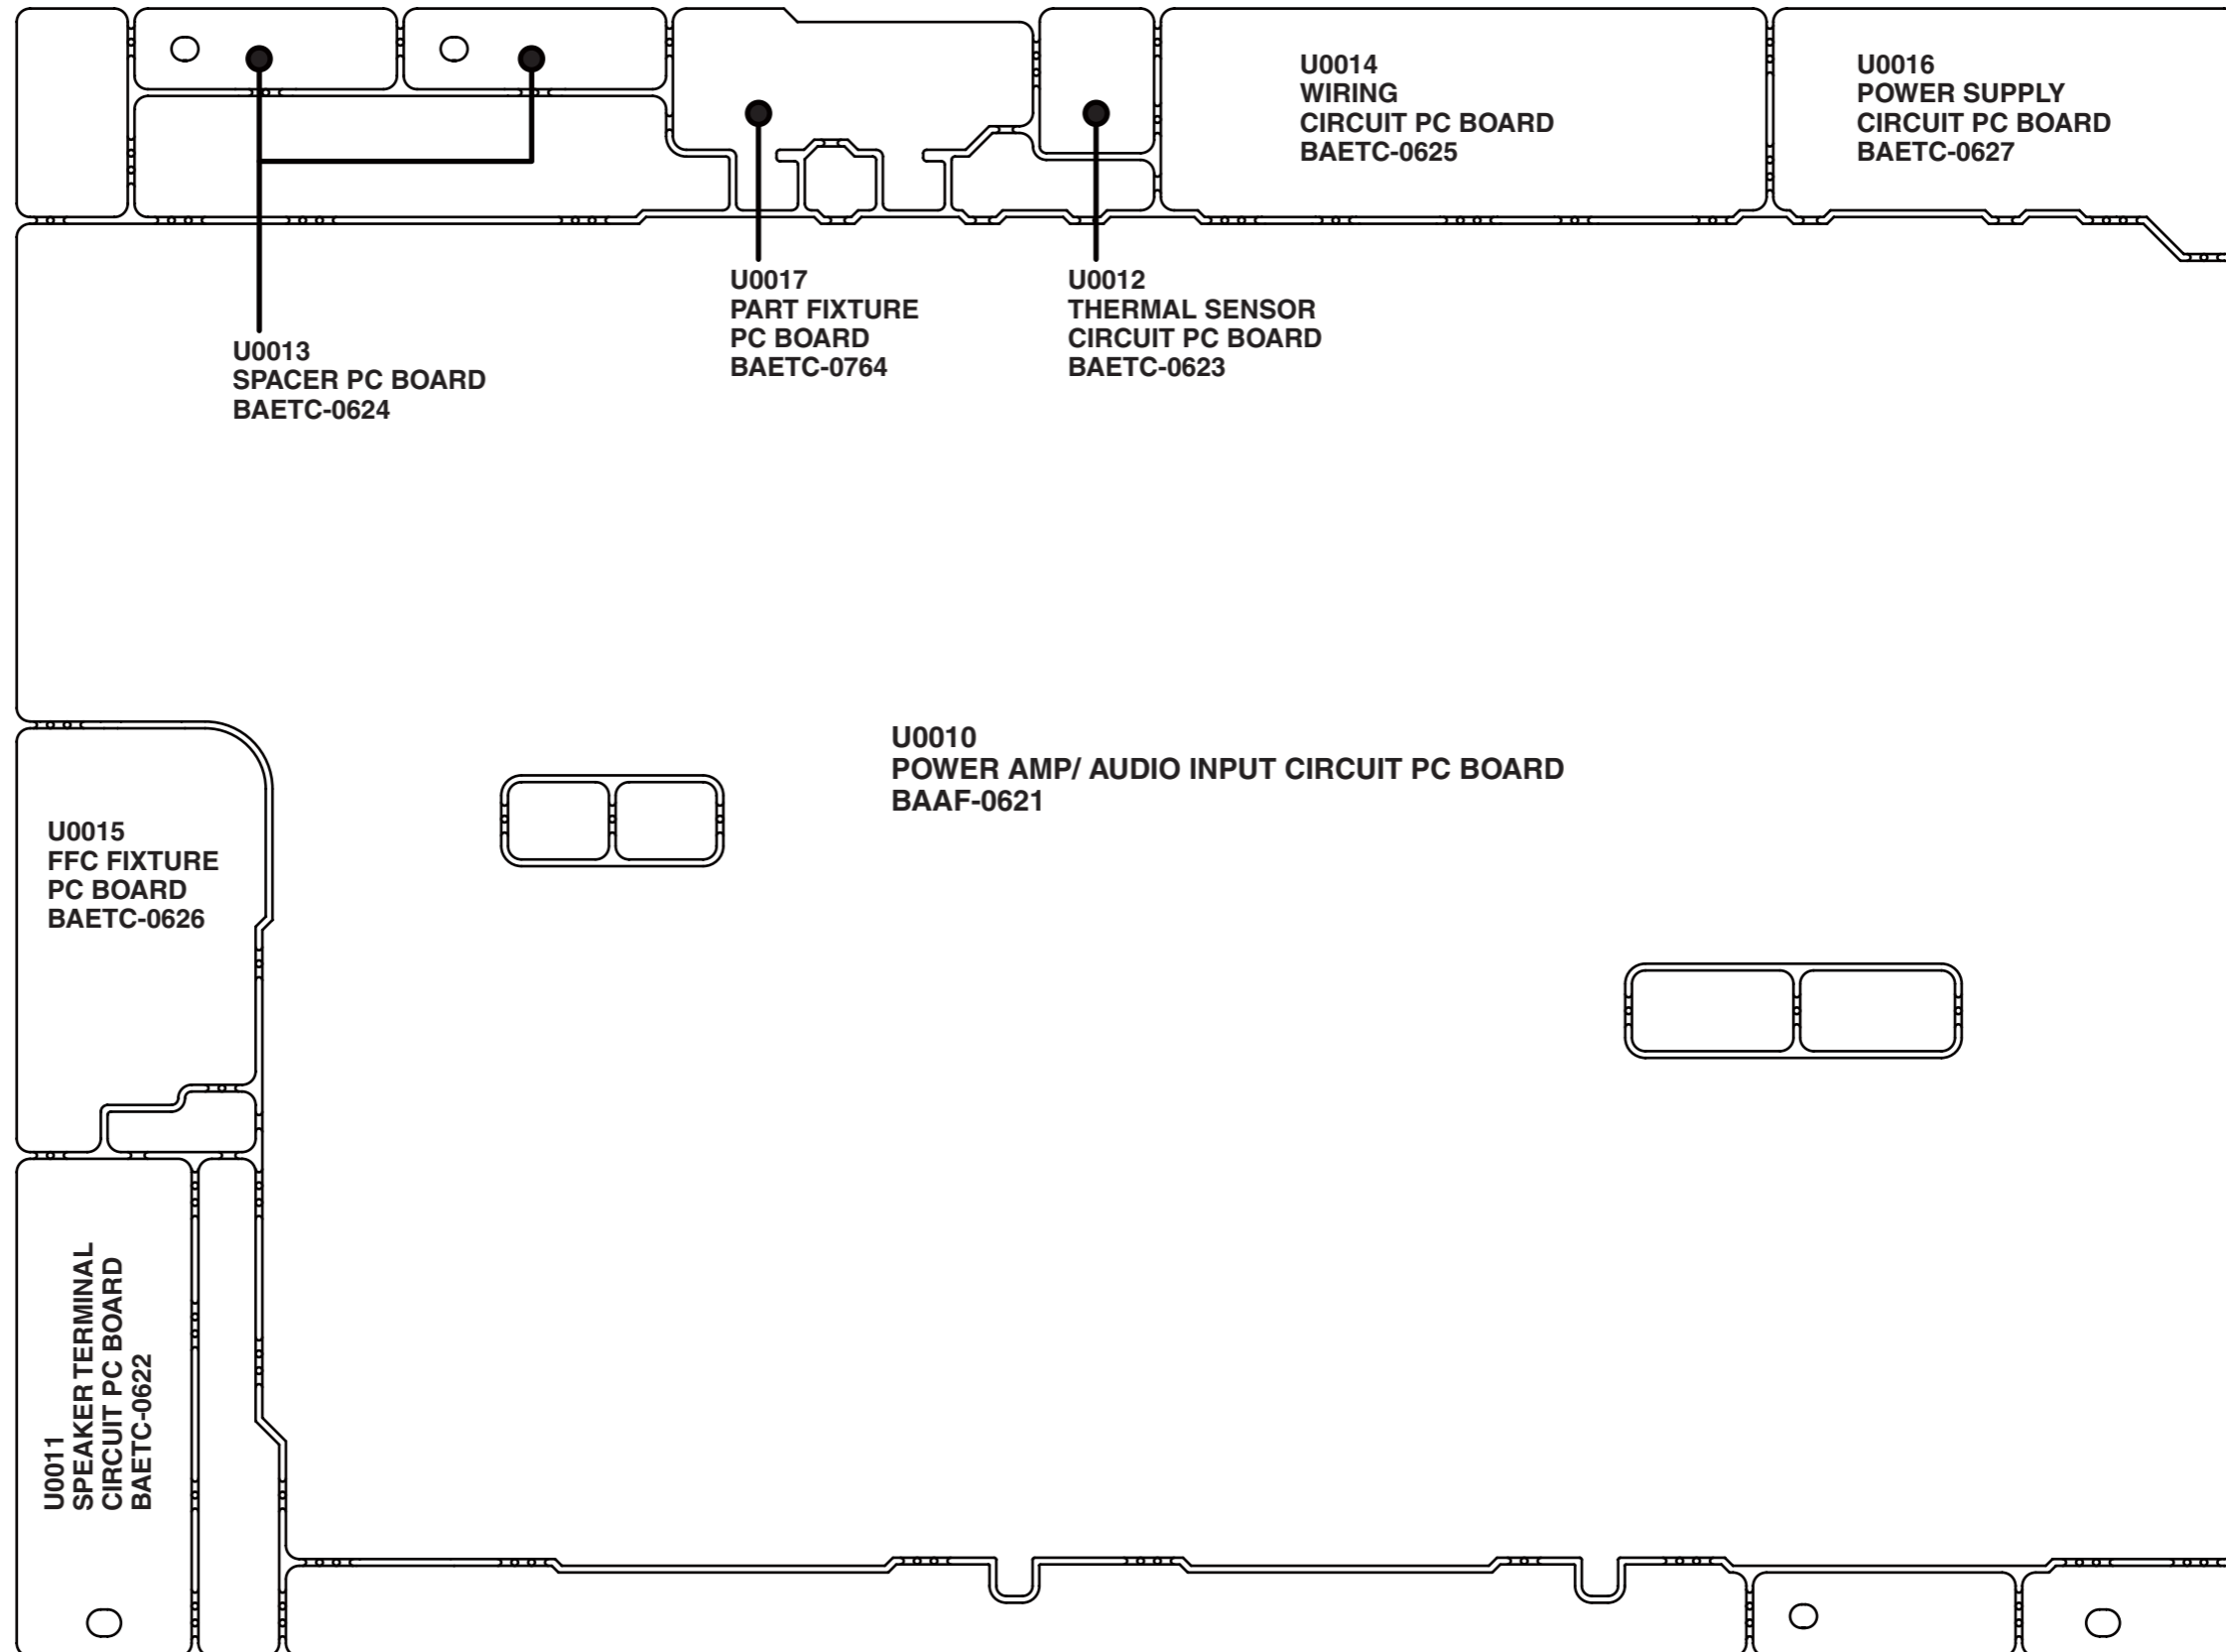 U0014
WIRING
CIRCUIT PC BOARD
BAETC-0625
U0016
POWER SUPPLY
CIRCUIT PC BOARD
BAETC-0627
U0013
SPACER PC BOARD
BAETC-0624
U0017
PART FIXTURE
PC BOARD
BAETC-0764
U0012
THERMAL SENSOR
CIRCUIT PC BOARD
BAETC-0623
U0010
POWER AMP/ AUDIO INPUT CIRCUIT PC BOARD
BAAF-0621
U0015
FFC FIXTURE
PC BOARD
BAETC-0626
U0011
SPEAKER TERMINAL
CIRCUIT PC BOARD
BAETC-0622